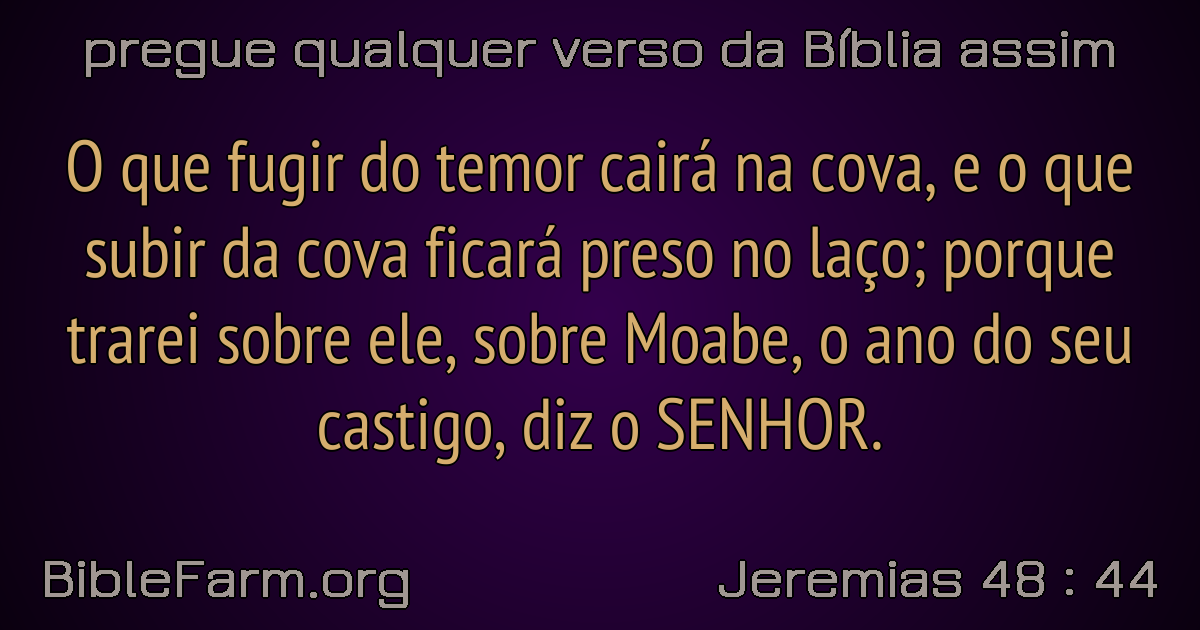 pregue qualquer verso da Bíblia assim
O que fugir do temor cairá na cova, e o que
subir da cova ficará preso no laço; porque
trarei sobre ele, sobre Moabe, o ano do seu
castigo, diz o SENHOR.
BibleFarm.org
Jeremias 48 : 44